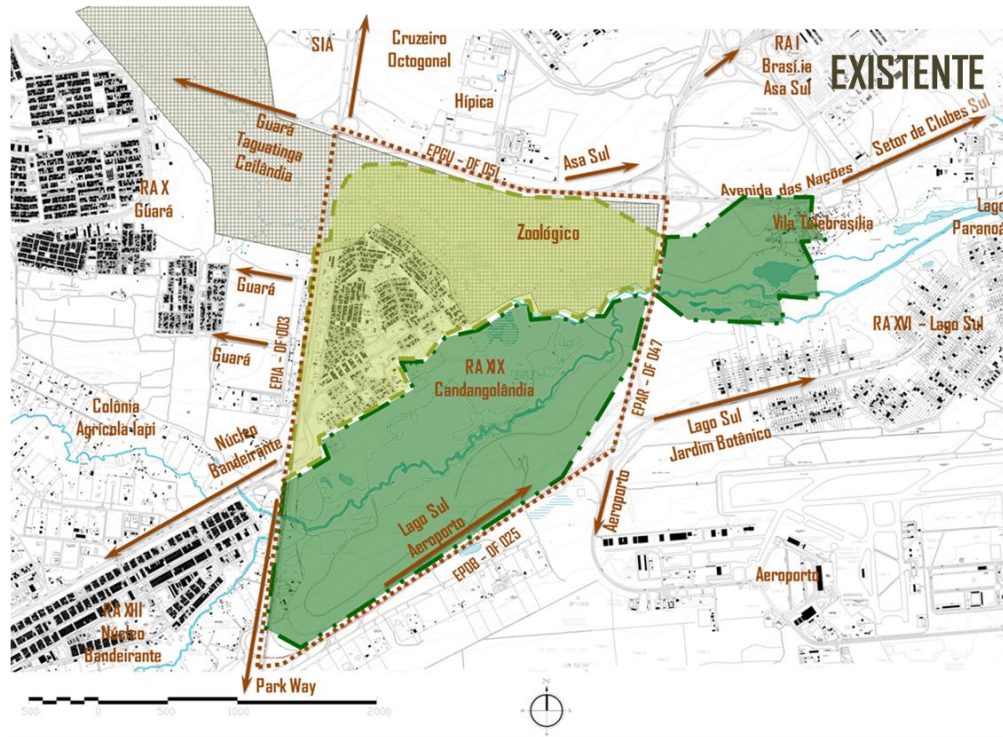 EXISTENTE
SIA
Cruzeiro
Octogonal
RA I
Brasília
Asa Sul
Hípica
Guará
Taguatinga
Ceilândia
EPGU - DF 051
Asa Sul
Setor de Clubes Sul
Avenida das Nações
RA X
Guará
Zoológico
Vila Telebrasília
Lago
Paranoá
Guará
Guará
EPIA - DF 003
RA XVI - Lago Sul
RA XIX
Candangolândia
EPAR - DF 047
Colônia
Agrícola Iapi
Núcleo
Bandeirante
Lago Sul
Jardim Botânico
Lago Sul
Aeroporto
Aeroporto
EPDB - DF 025
Aeroporto
RA XIII
Núcleo
Bandeirante
Park Way
500 0 500 1000 2000
N